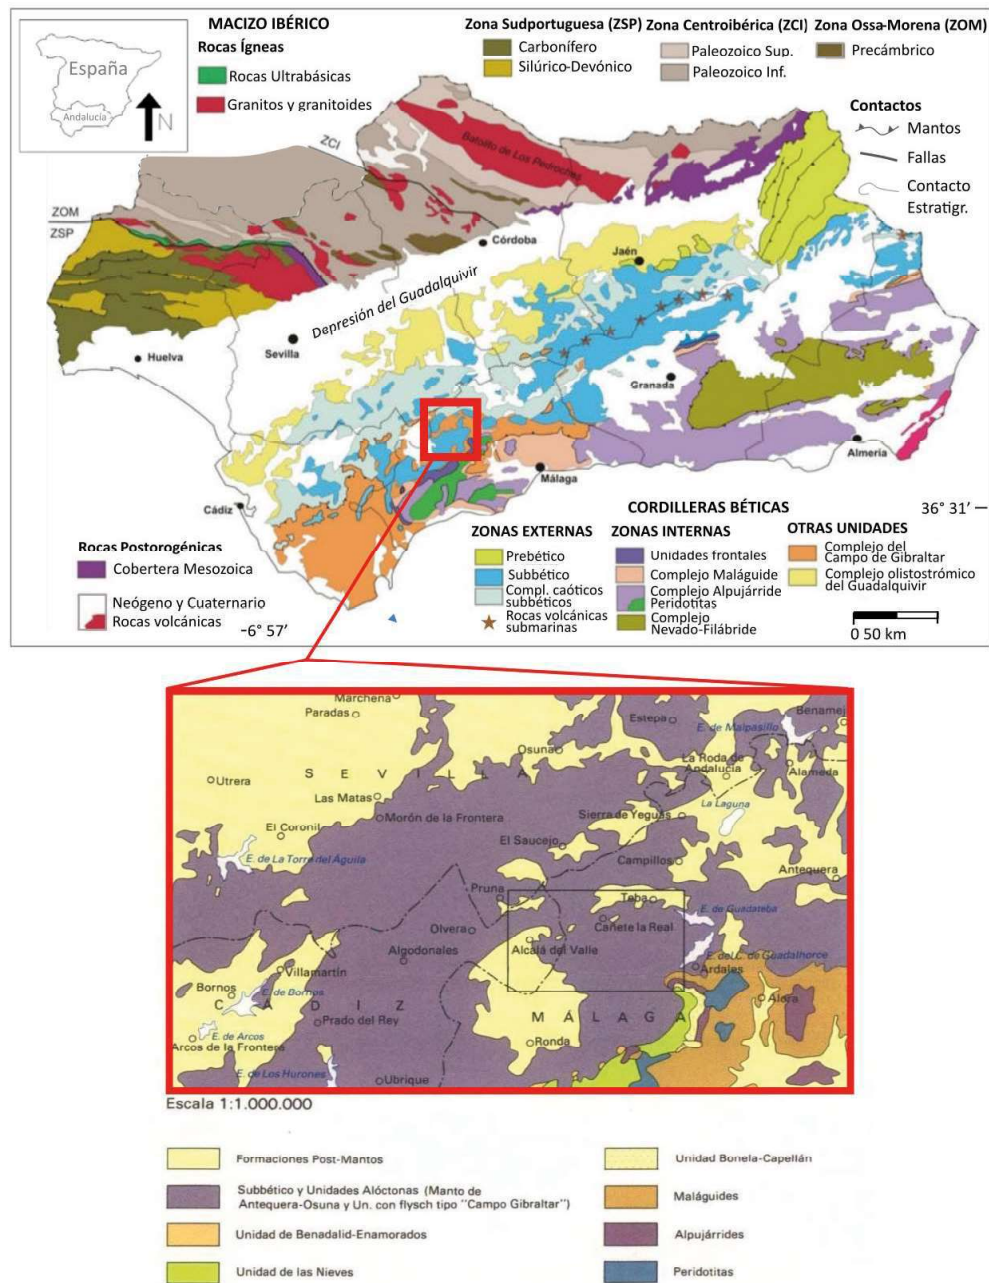 España
Andalucía
N
MACIZO IBÉRICO
Rocas Ígneas
Rocas Ultrabásicas
Granitos y granitoides
Zona Sudportuguesa (ZSP)
Carbonífero
Silúrico-Devónico
Zona Centroibérica (ZCI)
Paleozoico Sup.
Paleozoico Inf.
Zona Ossa-Morena (ZOM)
Precámbrico
Contactos
Mantos
Fallas
Contacto
Estratigr.
ZCI
Batolito de Los Pedroches
ZOM
ZSP
Córdoba
Jaén
Depresión del Guadalquivir
Huelva
Sevilla
Granada
Almería
Málaga
Cádiz
36° 31'
-6° 57'
Rocas Postorogénicas
Cobertera Mesozoica
Neógeno y Cuaternario
Rocas volcánicas
CORDILLERAS BÉTICAS
ZONAS EXTERNAS
Prebético
Subbético
Compl. caóticos
subbéticos
Rocas volcánicas
submarinas
ZONAS INTERNAS
Unidades frontales
Complejo Maláguide
Complejo Alpujárride
Peridotitas
Complejo
Nevado-Filábride
OTRAS UNIDADES
Complejo del
Campo de Gibraltar
Complejo olistostrómico
del Guadalquivir
0 50 km
Marchena
Paradas
Estepa
E. de Malpasillo
Benamej
Osuna
La Roda de
Andalucía
Alameda
Utrera
SEVILLA
Las Matas
La Laguna
Morón de la Frontera
Sierra de Yeguas
El Coronil
El Saucejo
E. de La Torre del Águila
Campillos
Antequera
Pruna
Teba
E. de Guadateba
Olvera
Cañete la Real
Alcalá del Valle
Algodonales
E. del C. de Guadalhorce
Ardales
Villamartín
Bornos
E. de Bornos
Alora
CÁDIZ
MÁLAGA
Prado del Rey
E. de Arcos
Ronda
Arcos de la Frontera
E. de Los Hurones
Ubrique
Escala 1:1.000.000
Formaciones Post-Mantos
Subbético y Unidades Alóctonas (Manto de
Antequera-Osuna y Un. con flysch tipo "Campo Gibraltar")
Unidad de Benadalid-Enamorados
Unidad de las Nieves
Unidad Bonela-Capellán
Maláguides
Alpujárrides
Peridotitas